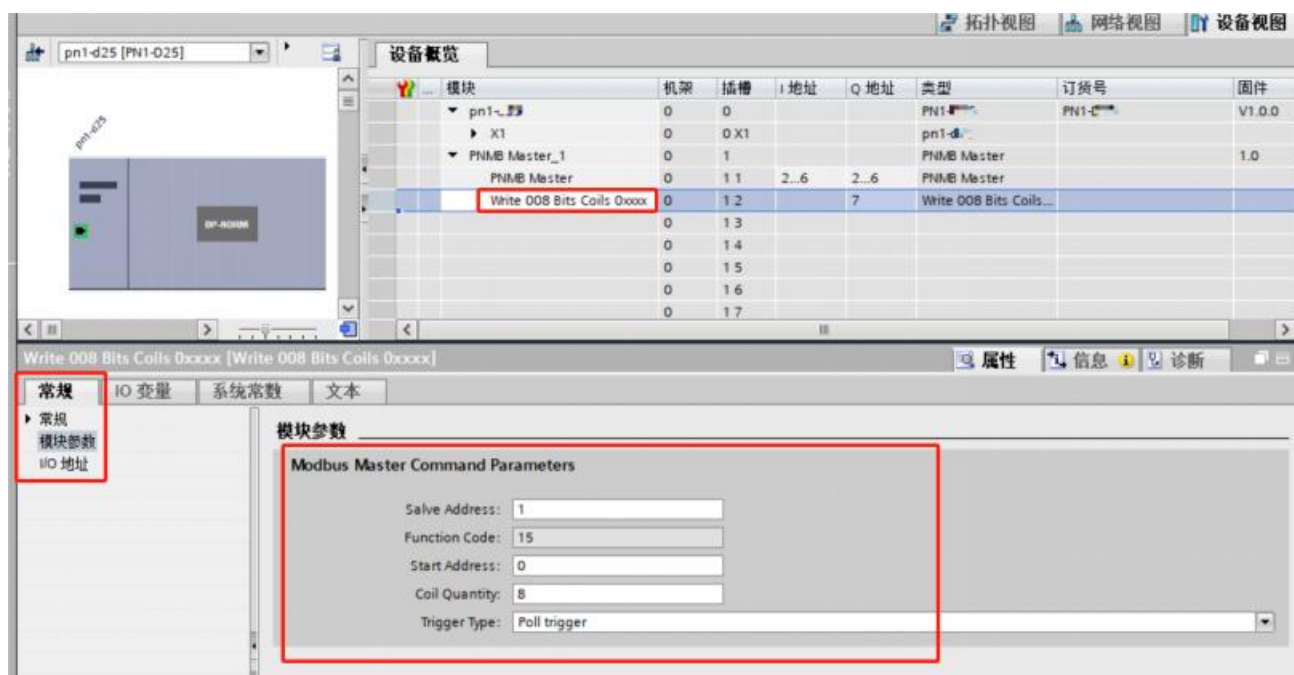 拓扑视图 网络视图 设备视图
pn1-d25 [PN1-D25]
设备概览
... 模块 机架 插槽 I 地址 Q 地址 类型 订货号 固件
0 0 V1.0.0
X1 0 0 X1
PNMB Master_1 0 1 PNMB Master 1.0
PNMB Master 0 1 1 2...6 2...6 PNMB Master
Write 008 Bits Coils 0xxxx 0 1 2 7 Write 008 Bits Coils...
0 1 3
0 1 4
0 1 5
0 1 6
0 1 7
pn1-d25
DP-NORM
Write 008 Bits Coils 0xxxx [Write 008 Bits Coils 0xxxx]
属性 信息 诊断
常规 IO 变量 系统常数 文本
常规
模块参数
I/O 地址
模块参数
Modbus Master Command Parameters
Salve Address: 1
Function Code: 15
Start Address: 0
Coil Quantity: 8
Trigger Type: Poll trigger